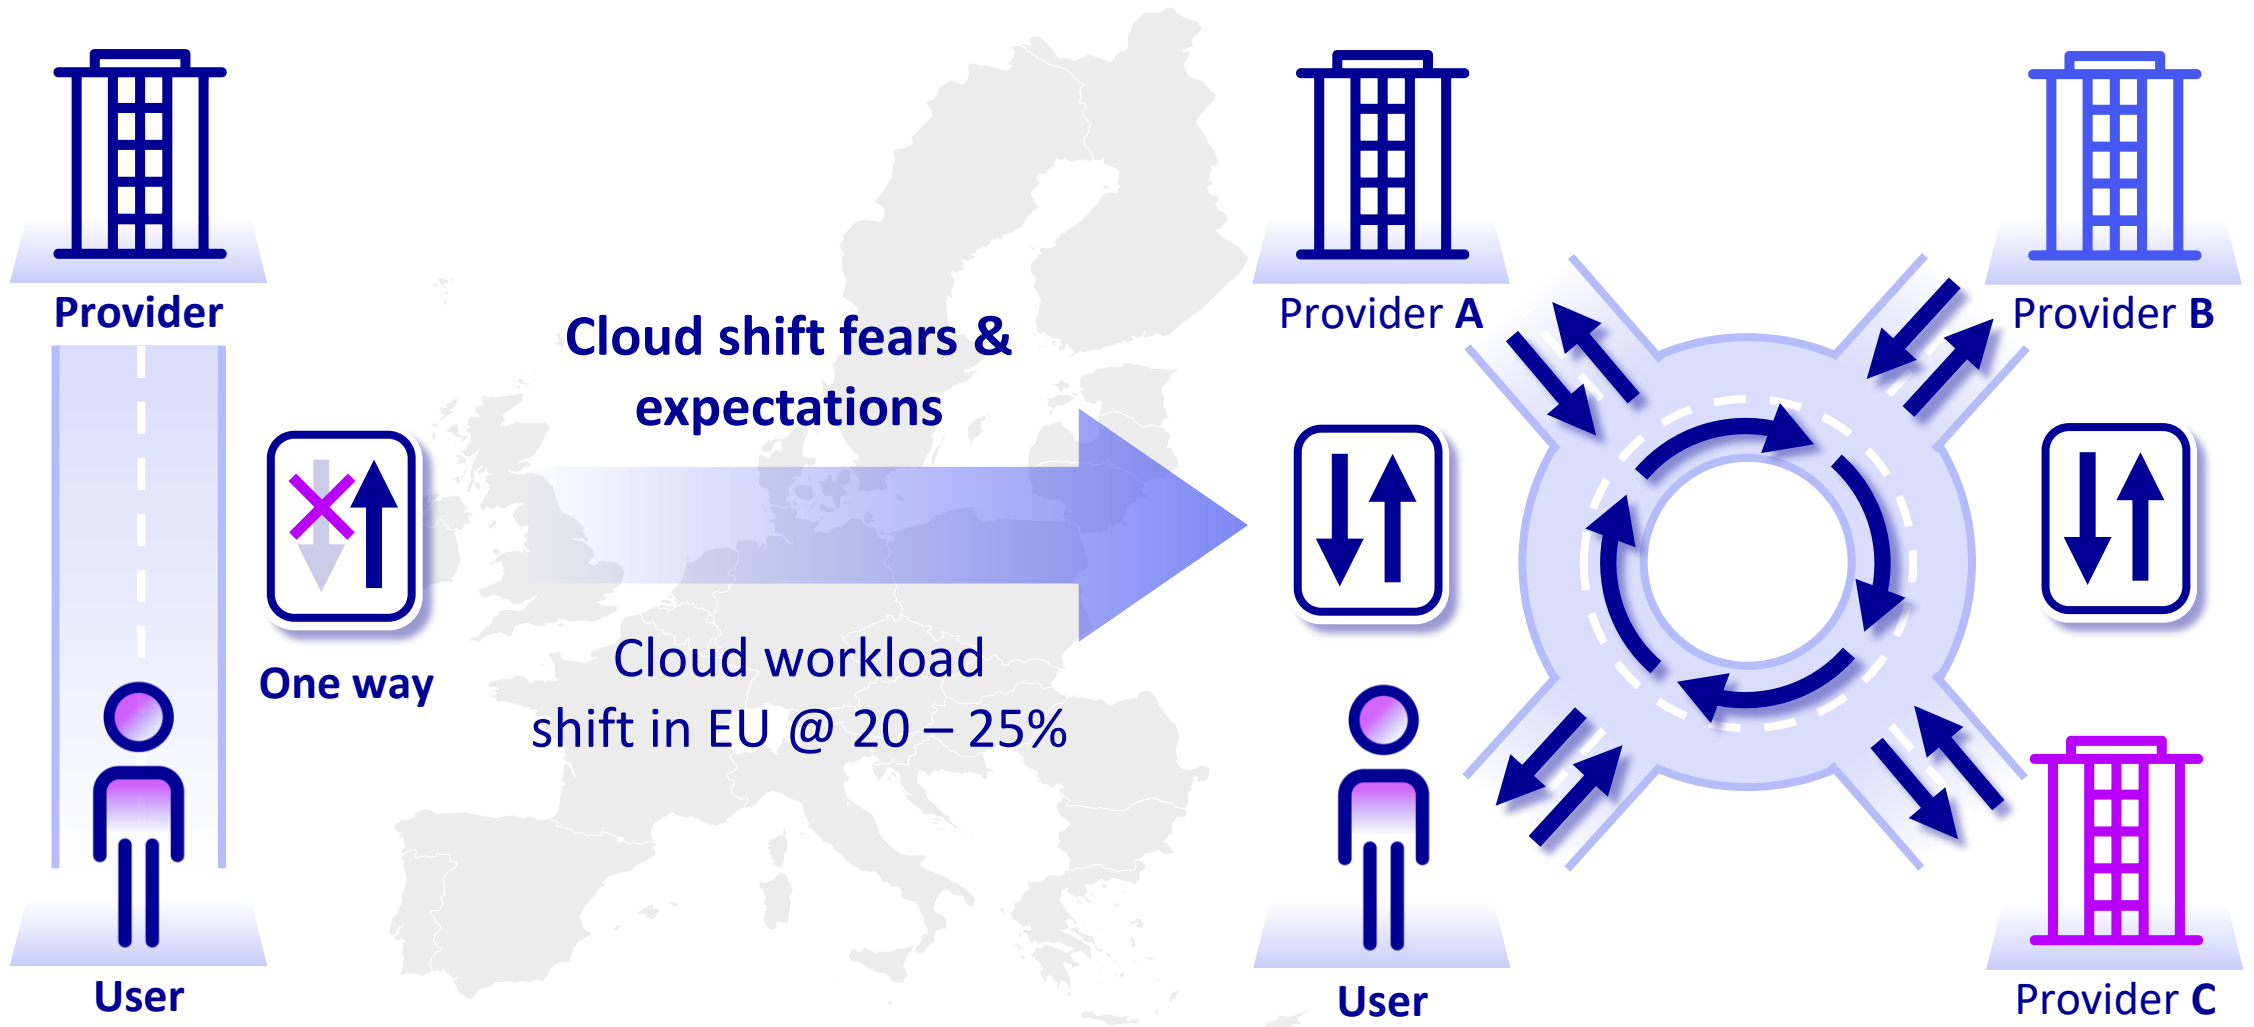 Provider
One way
User
Cloud shift fears &
expectations
Cloud workload
shift in EU @ 20 – 25%
Provider A
Provider B
User
Provider C